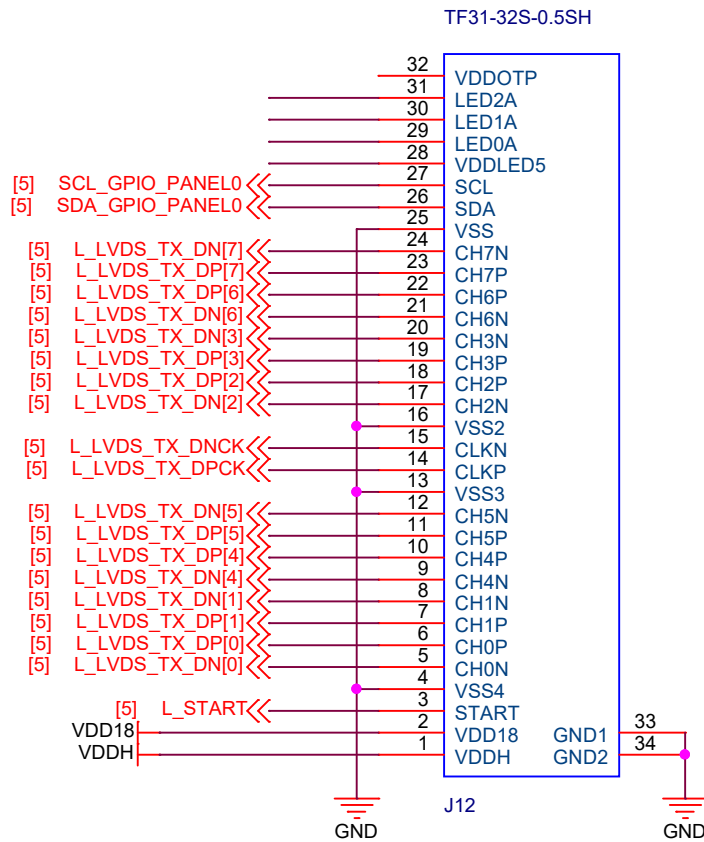 TF31-32S-0.5SH
32 VDDOTP
31 LED2A
30 LED1A
29 LED0A
28 VDDLED5
[5] SCL_GPIO_PANEL0 27 SCL
[5] SDA_GPIO_PANEL0 26 SDA
25 VSS
[5] L_LVDS_TX_DN[7] 24 CH7N
[5] L_LVDS_TX_DP[7] 23 CH7P
[5] L_LVDS_TX_DP[6] 22 CH6P
[5] L_LVDS_TX_DN[6] 21 CH6N
[5] L_LVDS_TX_DN[3] 20 CH3N
[5] L_LVDS_TX_DP[3] 19 CH3P
[5] L_LVDS_TX_DP[2] 18 CH2P
[5] L_LVDS_TX_DN[2] 17 CH2N
16 VSS2
[5] L_LVDS_TX_DNCK 15 CLKN
[5] L_LVDS_TX_DPCK 14 CLKP
13 VSS3
[5] L_LVDS_TX_DN[5] 12 CH5N
[5] L_LVDS_TX_DP[5] 11 CH5P
[5] L_LVDS_TX_DP[4] 10 CH4P
[5] L_LVDS_TX_DN[4] 9 CH4N
[5] L_LVDS_TX_DN[1] 8 CH1N
[5] L_LVDS_TX_DP[1] 7 CH1P
[5] L_LVDS_TX_DP[0] 6 CH0P
[5] L_LVDS_TX_DN[0] 5 CH0N
4 VSS4
[5] L_START 3 START
VDD18 2 VDD18 GND1 33
VDDH 1 VDDH GND2 34
J12
GND GND